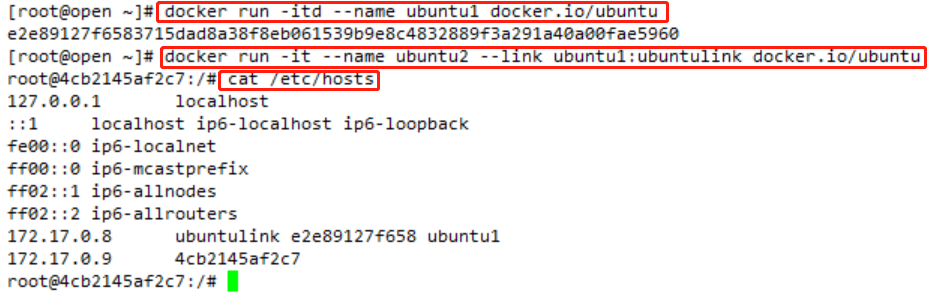 [root@open ~]# docker run -itd --name ubuntu1 docker.io/ubuntu
e2e89127f6583715dad8a38f8eb061539b9e8c4832889f3a291a40a00fae5960
[root@open ~]# docker run -it --name ubuntu2 --link ubuntu1:ubuntulink docker.io/ubuntu
root@4cb2145af2c7:/# cat /etc/hosts
127.0.0.1       localhost
::1     localhost ip6-localhost ip6-loopback
fe00::0 ip6-localnet
ff00::0 ip6-mcastprefix
ff02::1 ip6-allnodes
ff02::2 ip6-allrouters
172.17.0.8      ubuntulink e2e89127f658 ubuntu1
172.17.0.9      4cb2145af2c7
root@4cb2145af2c7:/#